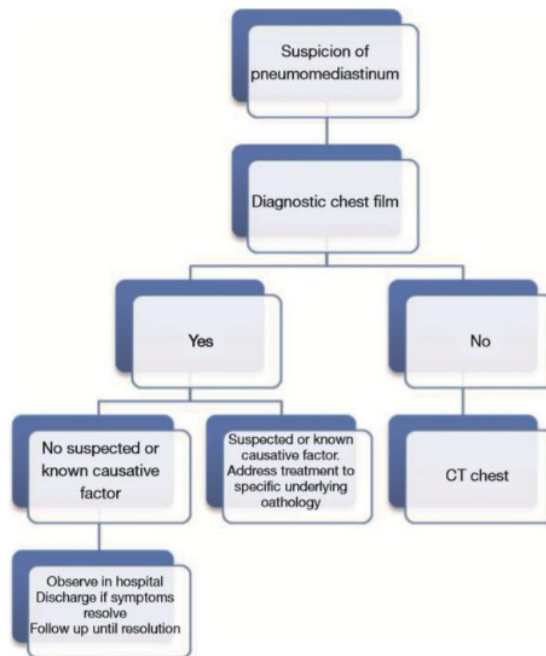 Suspicion of
pneumomediastinum
Diagnostic chest film
Yes
No
No suspected or
known causative
factor
Suspected or known
causative factor.
Address treatment to
specific underlying
oathology
CT chest
Observe in hospital
Discharge if symptoms
resolve
Follow up until resolution